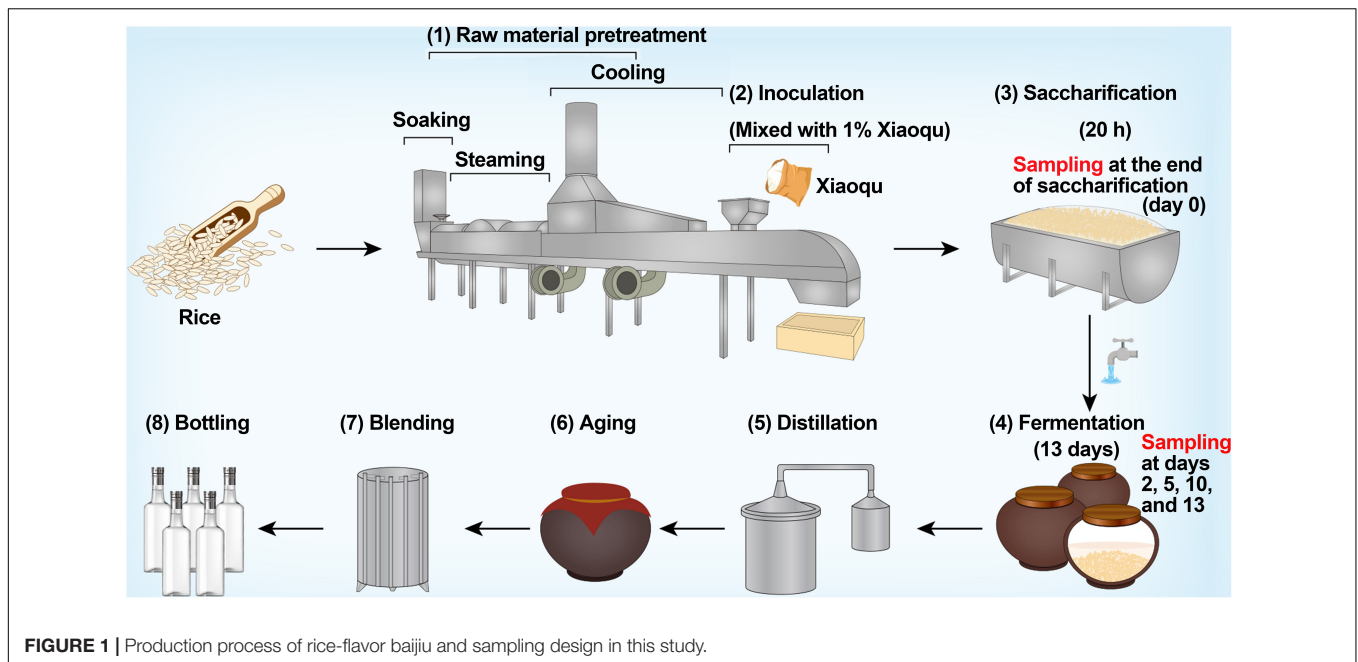 (1) Raw material pretreatment
Cooling
Soaking
Steaming
(2) Inoculation
(Mixed with 1% Xiaoqu)
Xiaoqu
(3) Saccharification
(20 h)
Sampling at the end
of saccharification
(day 0)
Rice
(8) Bottling
(7) Blending
(6) Aging
(5) Distillation
(4) Fermentation
(13 days)
Sampling
at days
2, 5, 10,
and 13
FIGURE 1 | Production process of rice-flavor baijiu and sampling design in this study.